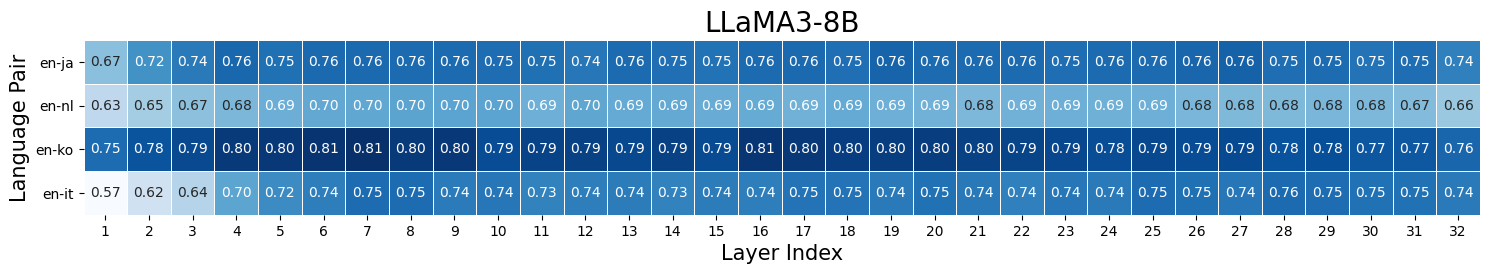 LLaMA3-8B
Language Pair
en-ja 0.67 0.72 0.74 0.76 0.75 0.76 0.76 0.76 0.76 0.75 0.75 0.74 0.76 0.75 0.75 0.76 0.76 0.75 0.76 0.76 0.76 0.76 0.75 0.76 0.76 0.76 0.76 0.75 0.75 0.75 0.75 0.74
en-nl 0.63 0.65 0.67 0.68 0.69 0.70 0.70 0.70 0.70 0.70 0.69 0.70 0.69 0.69 0.69 0.69 0.69 0.69 0.69 0.69 0.68 0.69 0.69 0.69 0.69 0.68 0.68 0.68 0.68 0.68 0.67 0.66
en-ko 0.75 0.78 0.79 0.80 0.80 0.81 0.81 0.80 0.80 0.79 0.79 0.79 0.79 0.79 0.79 0.81 0.80 0.80 0.80 0.80 0.80 0.79 0.79 0.78 0.79 0.79 0.79 0.78 0.78 0.77 0.77 0.76
en-it 0.57 0.62 0.64 0.70 0.72 0.74 0.75 0.75 0.74 0.74 0.73 0.74 0.74 0.73 0.74 0.74 0.75 0.75 0.74 0.75 0.74 0.74 0.74 0.74 0.75 0.75 0.74 0.76 0.75 0.75 0.75 0.74
1 2 3 4 5 6 7 8 9 10 11 12 13 14 15 16 17 18 19 20 21 22 23 24 25 26 27 28 29 30 31 32
Layer Index